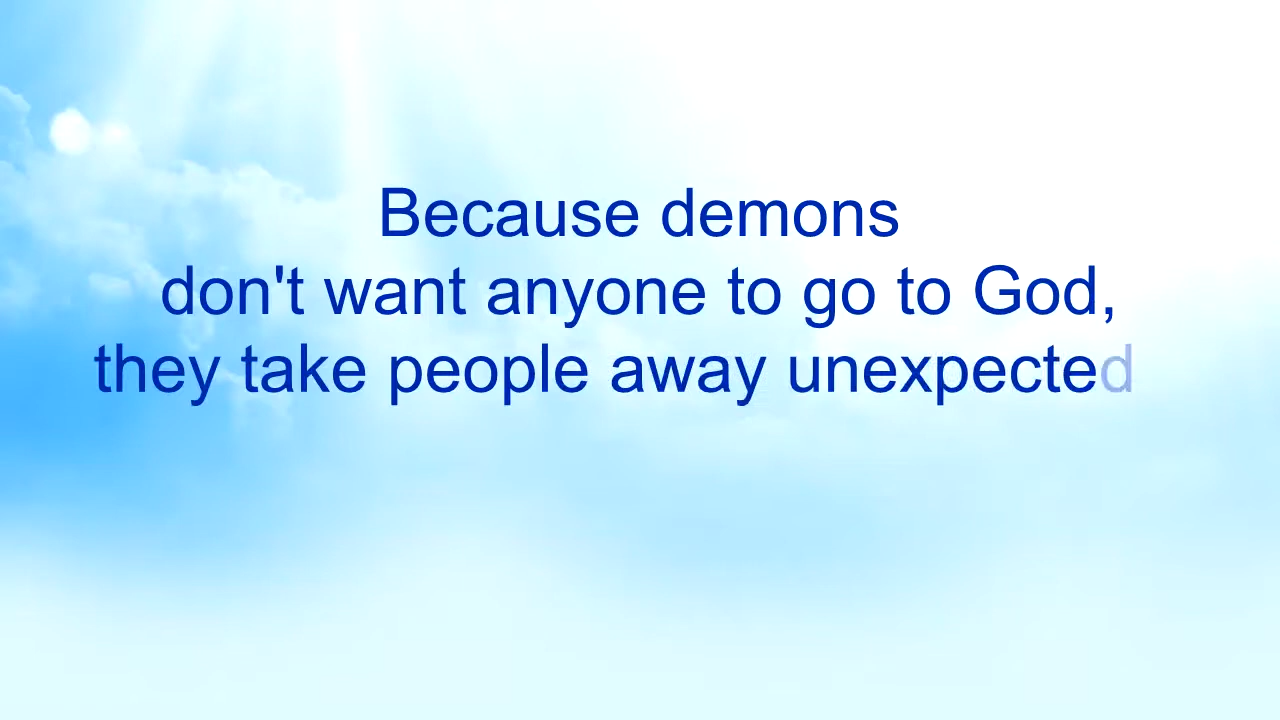 Because demons
don't want anyone to go to God,
they take people away unexpected